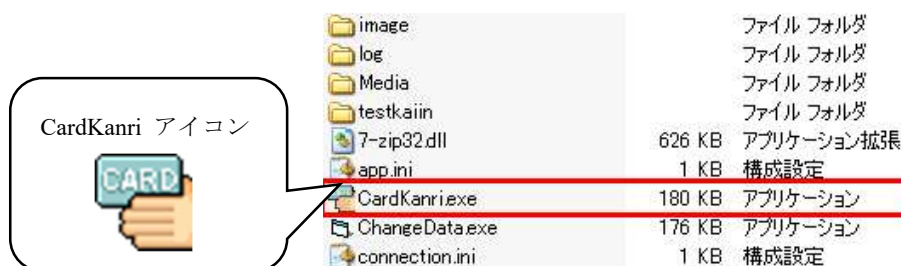 image ファイル フォルダ
log ファイル フォルダ
Media ファイル フォルダ
testkaiin ファイル フォルダ
7-zip32.dll 626 KB アプリケーション拡張
app.ini 1 KB 構成設定
CardKanri.exe 180 KB アプリケーション
ChangeData.exe 176 KB アプリケーション
connection.ini 1 KB 構成設定
CardKanri アイコン
CARD